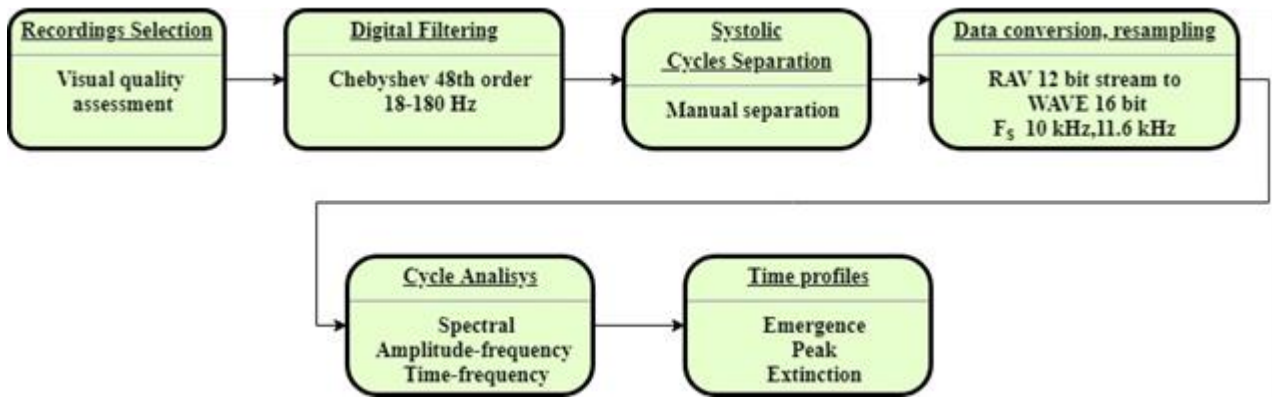 Recordings Selection
Visual quality
assessment
Digital Filtering
Chebyshev 48th order
18-180 Hz
Systolic
Cycles Separation
Manual separation
Data conversion, resampling
RAV 12 bit stream to
WAVE 16 bit
FS 10 kHz,11.6 kHz
Cycle Analisys
Spectral
Amplitude-frequency
Time-frequency
Time profiles
Emergence
Peak
Extinction